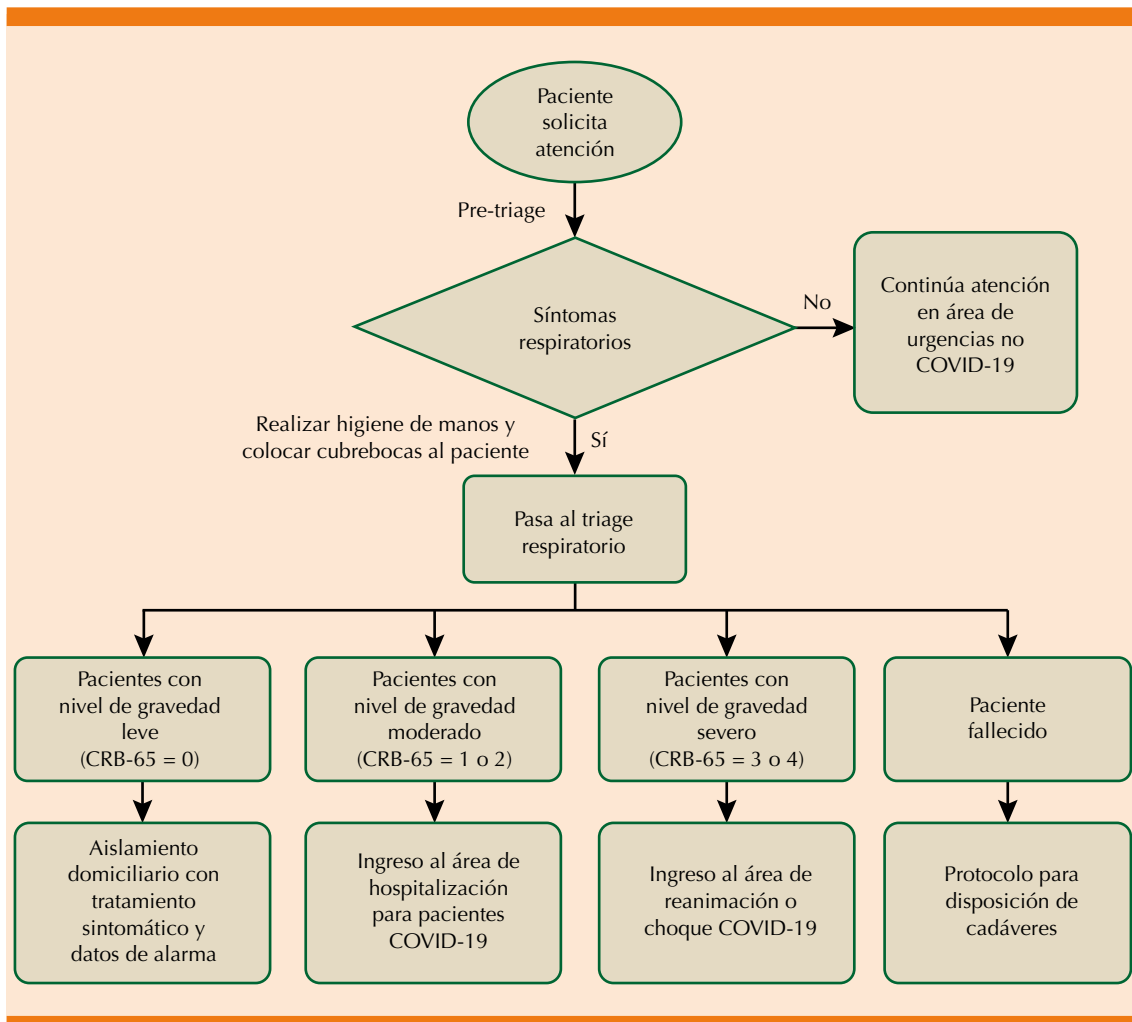 Paciente
solicita
atención
Pre-triage
Síntomas
respiratorios
No
Continúa atención
en área de
urgencias no
COVID-19
Realizar higiene de manos y
colocar cubrebocas al paciente
Sí
Pasa al triage
respiratorio
Pacientes con
nivel de gravedad
leve
(CRB-65 = 0)
Pacientes con
nivel de gravedad
moderado
(CRB-65 = 1 o 2)
Pacientes con
nivel de gravedad
severo
(CRB-65 = 3 o 4)
Paciente
fallecido
Aislamiento
domiciliario con
tratamiento
sintomático y
datos de alarma
Ingreso al área de
hospitalización
para pacientes
COVID-19
Ingreso al área de
reanimación o
choque COVID-19
Protocolo para
disposición de
cadáveres